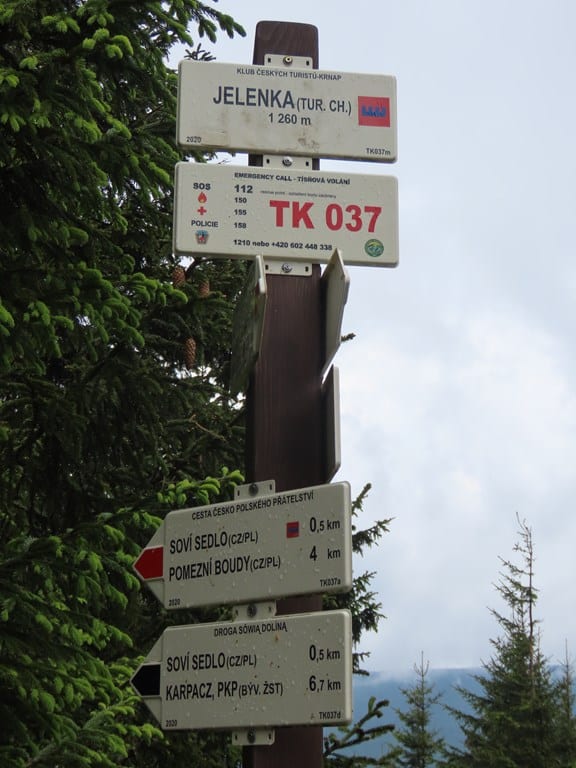 KLUB ČESKÝCH TURISTŮ-KRNAP
JELENKA (TUR. CH.)
1 260 m
2020 TK037m
EMERGENCY CALL - TÍSŇOVÁ VOLÁNÍ
SOS 112
150
155
POLICIE 158
TK 037
1210 nebo +420 602 448 338
CESTA ČESKO POLSKÉHO PŘÁTELSTVÍ
SOVÍ SEDLO (CZ/PL) 0,5 km
POMEZNÍ BOUDY (CZ/PL) 4 km
2020 TK037a
DROGA SÓWIA DOLINA
SOVÍ SEDLO (CZ/PL) 0,5 km
KARPACZ, PKP (BÝV. ŽST) 6,7 km
2020 TK037d